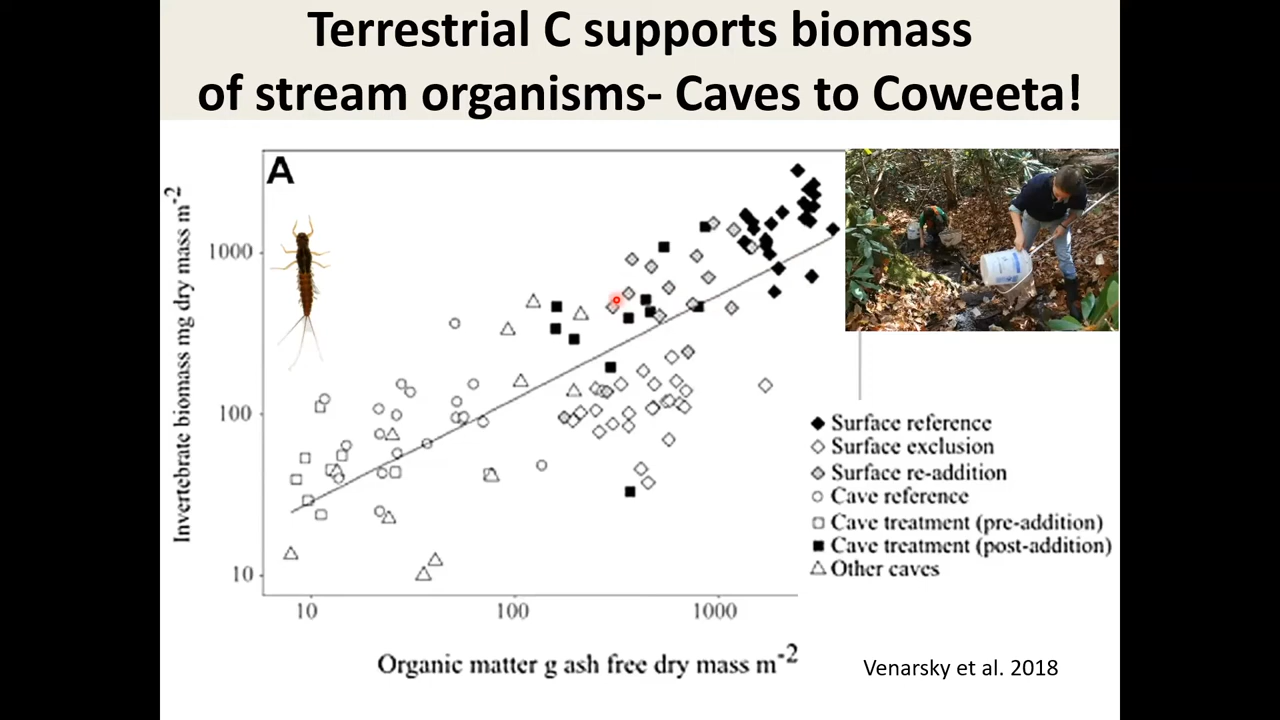 Terrestrial C supports biomass
of stream organisms- Caves to Coweeta!
A
Invertebrate biomass mg dry mass m-2
1000
100
10
10
100
1000
Organic matter g ash free dry mass m-2
Surface reference
Surface exclusion
Surface re-addition
Cave reference
Cave treatment (pre-addition)
Cave treatment (post-addition)
Other caves
Venarsky et al. 2018